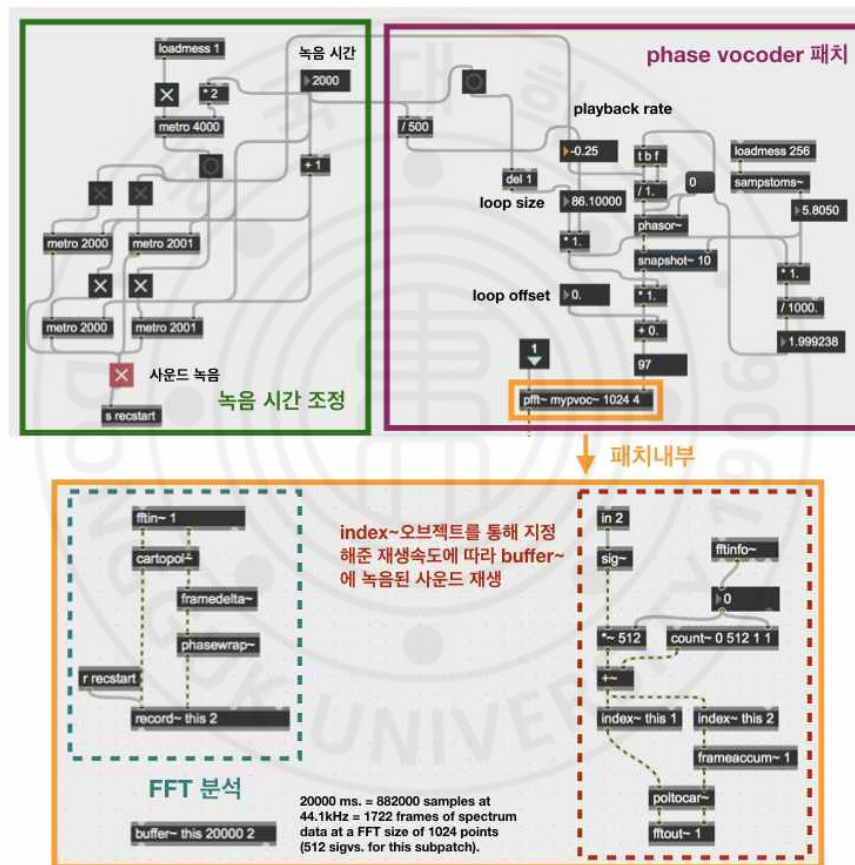 loadmess 1
녹음 시간
2000
* 2
metro 4000
+ 1
metro 2000
metro 2001
metro 2000
metro 2001
사운드 녹음
s recstart
녹음 시간 조정
phase vocoder 패치
/ 500
playback rate
-0.25
t b f
loadmess 256
del 1
/ 1.
0
sampstoms~
loop size
86.10000
5.8050
phasor~
* 1.
snapshot~ 10
* 1.
loop offset
0.
* 1.
/ 1000.
+ 0.
1.999238
1
97
pfft~ mypvoc~ 1024 4
패치내부
fftin~ 1
cartopol~
framedelta~
phasewrap~
r recstart
record~ this 2
FFT 분석
buffer~ this 20000 2
index~오브젝트를 통해 지정
해준 재생속도에 따라 buffer~
에 녹음된 사운드 재생
20000 ms. = 882000 samples at
44.1kHz = 1722 frames of spectrum
data at a FFT size of 1024 points
(512 sigvs. for this subpatch).
in 2
fftinfo~
sig~
0
*~ 512
count~ 0 512 1 1
+~
index~ this 1
index~ this 2
frameaccum~ 1
poltocar~
fftout~ 1
DONGGUK UNIVERSITY 1906